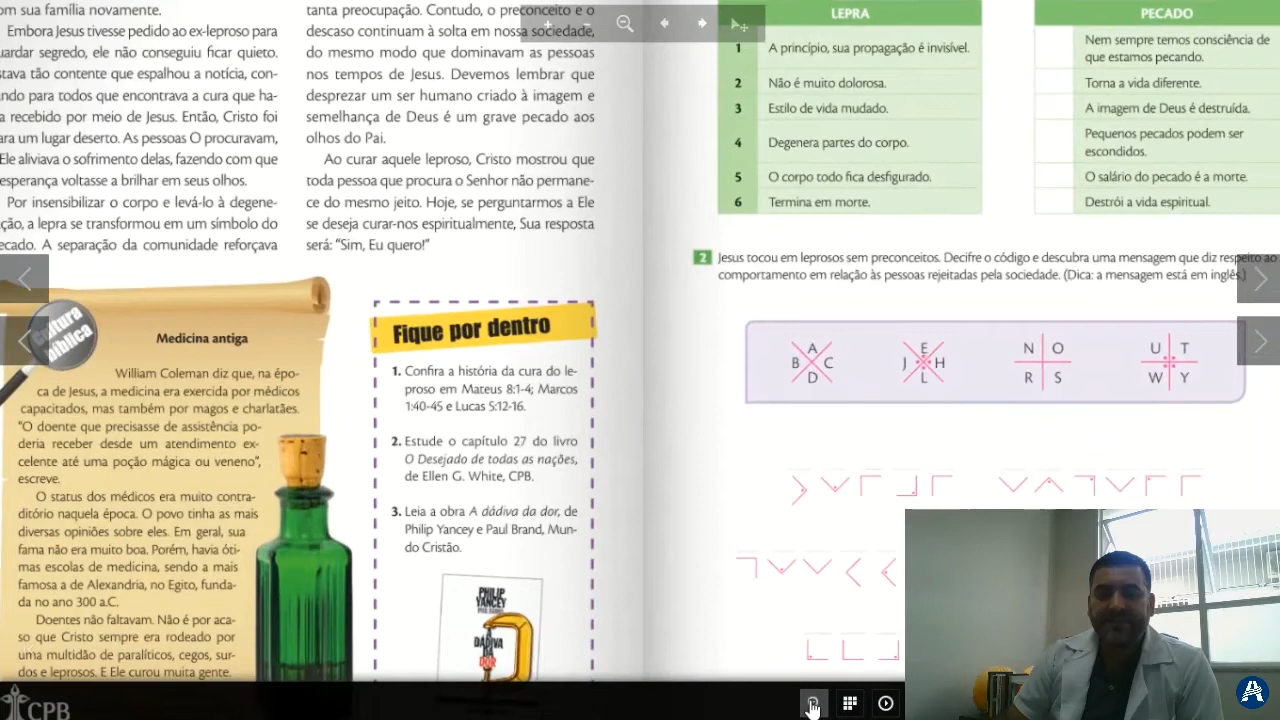 om sua família novamente.
Embora Jesus tivesse pedido ao ex-leproso para
uardar segredo, ele não conseguiu ficar quieto.
stava tão contente que espalhou a notícia, con-
ando para todos que encontrava a cura que ha-
a recebido por meio de Jesus. Então, Cristo foi
ara um lugar deserto. As pessoas O procuravam,
Ele aliviava o sofrimento delas, fazendo com que
esperança voltasse a brilhar em seus olhos.
Por insensibilizar o corpo e levá-lo à degene-
ção, a lepra se transformou em um símbolo do
ecado. A separação da comunidade reforçava
tanta preocupação. Contudo, o preconceito e o
descaso continuam à solta em nossa sociedade,
do mesmo modo que dominavam as pessoas
nos tempos de Jesus. Devemos lembrar que
desprezar um ser humano criado à imagem e
semelhança de Deus é um grave pecado aos
olhos do Pai.
Ao curar aquele leproso, Cristo mostrou que
toda pessoa que procura o Senhor não permane-
ce do mesmo jeito. Hoje, se perguntarmos a Ele
se deseja curar-nos espiritualmente, Sua resposta
será: “Sim, Eu quero!”
cultura
bíblica
Medicina antiga
William Coleman diz que, na épo-
ca de Jesus, a medicina era exercida por médicos
capacitados, mas também por magos e charlatães.
“O doente que precisasse de assistência po-
deria receber desde um atendimento ex-
celente até uma poção mágica ou veneno”,
escreve.
O status dos médicos era muito contra-
ditório naquela época. O povo tinha as mais
diversas opiniões sobre eles. Em geral, sua
fama não era muito boa. Porém, havia óti-
mas escolas de medicina, sendo a mais
famosa a de Alexandria, no Egito, funda-
da no ano 300 a.C.
Doentes não faltavam. Não é por aca-
so que Cristo sempre era rodeado por
uma multidão de paralíticos, cegos, sur-
dos e leprosos. E Ele curou muita gente.
Fique por dentro
1. Confira a história da cura do le-
proso em Mateus 8:1-4; Marcos
1:40-45 e Lucas 5:12-16.
2. Estude o capítulo 27 do livro
O Desejado de todas as nações,
de Ellen G. White, CPB.
3. Leia a obra A dádiva da dor, de
Philip Yancey e Paul Brand, Mun-
do Cristão.
PHILIP
YANCEY
PAUL BRAND
A
DÁDIVA
DA
DOR
LEPRA
1 A princípio, sua propagação é invisível.
2 Não é muito dolorosa.
3 Estilo de vida mudado.
4 Degenera partes do corpo.
5 O corpo todo fica desfigurado.
6 Termina em morte.
PECADO
Nem sempre temos consciência de
que estamos pecando.
Torna a vida diferente.
A imagem de Deus é destruída.
Pequenos pecados podem ser
escondidos.
O salário do pecado é a morte.
Destrói a vida espiritual.
2 Jesus tocou em leprosos sem preconceitos. Decifre o código e descubra uma mensagem que diz respeito ao
comportamento em relação às pessoas rejeitadas pela sociedade. (Dica: a mensagem está em inglês.)
A E N O U T
B C J H
D L R S W Y
CPB